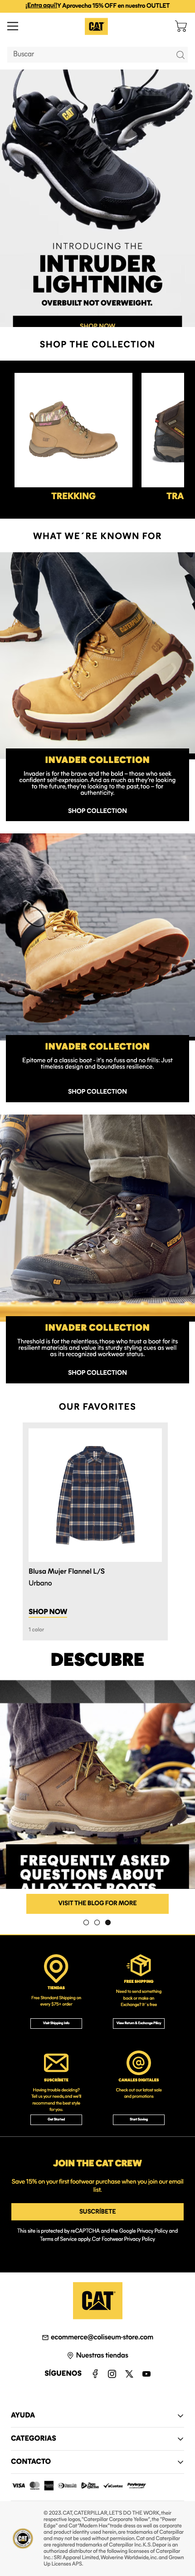 ¡Entra aquí!Y Aprovecha 15% OFF en nuestro OUTLET
CAT
Buscar
CAT
INTRODUCING THE
INTRUDER
LIGHTNING
OVERBUILT NOT OVERWEIGHT.
SHOP NOW
SHOP THE COLLECTION
TREKKING
TRA
WHAT WE´RE KNOWN FOR
INVADER COLLECTION
Invader is for the brave and the bold – those who seek
confident self-expression. And as much as they're looking
to the future, they're looking to the past, too – for
authenticity.
SHOP COLLECTION
INVADER COLLECTION
Epitome of a classic boot - it's no fuss and no frills: Just
timeless design and boundless resilience.
SHOP COLLECTION
CAT
INVADER COLLECTION
Threshold is for the relentless, those who trust a boot for its
resilient materials and value its sturdy styling cues as well
as its recognized workwear status.
SHOP COLLECTION
OUR FAVORITES
Blusa Mujer Flannel L/S
Urbano
SHOP NOW
1 color
DESCUBRE
FREQUENTLY ASKED
QUESTIONS ABOUT
ALLOY TOE BOOTS
VISIT THE BLOG FOR MORE
TIENDAS
Free Standard Shipping on
every $75+ order
Visit Shipping Info
FREE SHIPPING
Need to send something
back or make an
Exchange? It´s free
View Return & Exchange Policy
SUSCRÍBETE
Having trouble deciding?
Tell us your needs, and we'll
recommend the best style
for you.
Get Started
CANALES DIGITALES
Check out our latest sale
and promotions
Start Saving
JOIN THE CAT CREW
Save 15% on your first footwear purchase when you join our email
list.
SUSCRÍBETE
This site is protected by reCAPTCHA and the Google Privacy Policy and
Terms of Service apply. Cat Footwear Privacy Policy
CAT
ecommerce@coliseum-store.com
Nuestras tiendas
SÍGUENOS
AYUDA
CATEGORIAS
CONTACTO
VISA
© 2023. CAT, CATERPILLAR, LET'S DO THE WORK, their
respective logos, "Caterpillar Corporate Yellow", the "Power
Edge" and Cat "Modern Hex" trade dress as well as corporate
and product identity used herein, are trademarks of Caterpillar
and may not be used without permission. Cat and Caterpillar
are registered trademarks of Caterpillar Inc. K.S. Depor is an
authorized licensee of Caterpillar Inc.; SRI Apparel Limited,